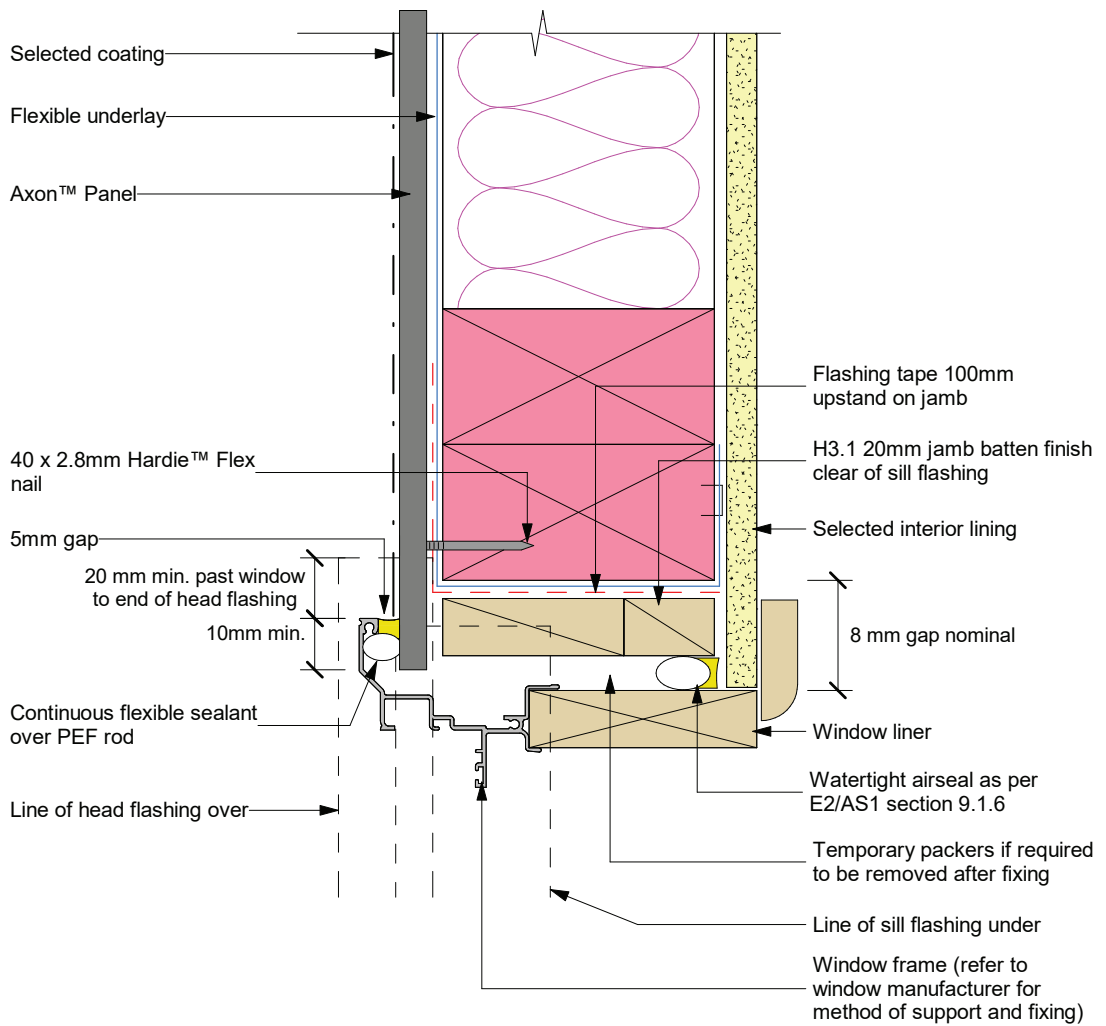 Selected coating
Flexible underlay
Axon™ Panel
40 x 2.8mm Hardie™ Flex
nail
5mm gap
20 mm min. past window
to end of head flashing
10mm min.
Continuous flexible sealant
over PEF rod
Line of head flashing over
Flashing tape 100mm
upstand on jamb
H3.1 20mm jamb batten finish
clear of sill flashing
Selected interior lining
8 mm gap nominal
Window liner
Watertight airseal as per
E2/AS1 section 9.1.6
Temporary packers if required
to be removed after fixing
Line of sill flashing under
Window frame (refer to
window manufacturer for
method of support and fixing)